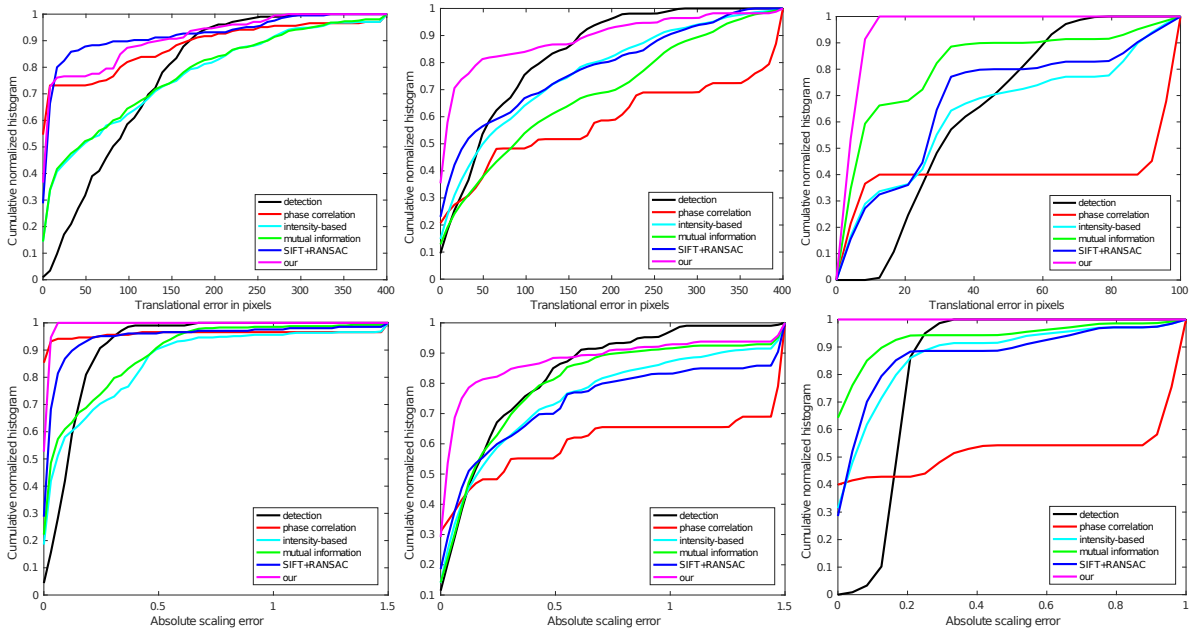 Cumulative normalized histogram
1
0.9
0.8
0.7
0.6
0.5
0.4
0.3
0.2
0.1
0
0 50 100 150 200 250 300 350 400
Translational error in pixels
detection
phase correlation
intensity-based
mutual information
SIFT+RANSAC
our
Cumulative normalized histogram
1
0.9
0.8
0.7
0.6
0.5
0.4
0.3
0.2
0.1
0
0 50 100 150 200 250 300 350 400
Translational error in pixels
detection
phase correlation
intensity-based
mutual information
SIFT+RANSAC
our
Cumulative normalized histogram
1
0.9
0.8
0.7
0.6
0.5
0.4
0.3
0.2
0.1
0
0 20 40 60 80 100
Translational error in pixels
detection
phase correlation
intensity-based
mutual information
SIFT+RANSAC
our
Cumulative normalized histogram
1
0.9
0.8
0.7
0.6
0.5
0.4
0.3
0.2
0.1
0
0 0.5 1 1.5
Absolute scaling error
detection
phase correlation
intensity-based
mutual information
SIFT+RANSAC
our
Cumulative normalized histogram
1
0.9
0.8
0.7
0.6
0.5
0.4
0.3
0.2
0.1
0 0.5 1 1.5
Absolute scaling error
detection
phase correlation
intensity-based
mutual information
SIFT+RANSAC
our
Cumulative normalized histogram
1
0.9
0.8
0.7
0.6
0.5
0.4
0.3
0.2
0.1
0
0 0.2 0.4 0.6 0.8 1
Absolute scaling error
detection
phase correlation
intensity-based
mutual information
SIFT+RANSAC
our